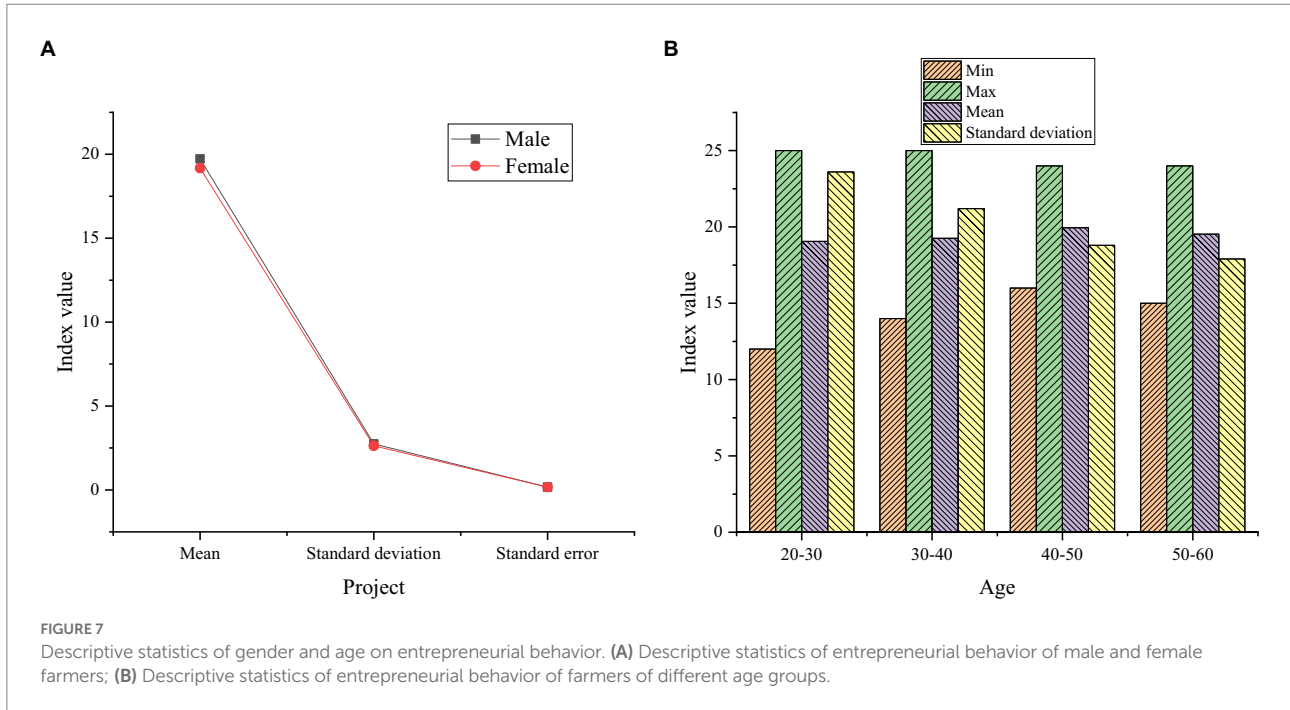 A
Index value
20
15
10
5
0
Male
Female
Mean
Standard deviation
Standard error
Project
B
Min
Max
Mean
Standard deviation
Index value
25
20
15
10
5
0
20-30
30-40
40-50
50-60
Age
FIGURE 7
Descriptive statistics of gender and age on entrepreneurial behavior. (A) Descriptive statistics of entrepreneurial behavior of male and female
farmers; (B) Descriptive statistics of entrepreneurial behavior of farmers of different age groups.